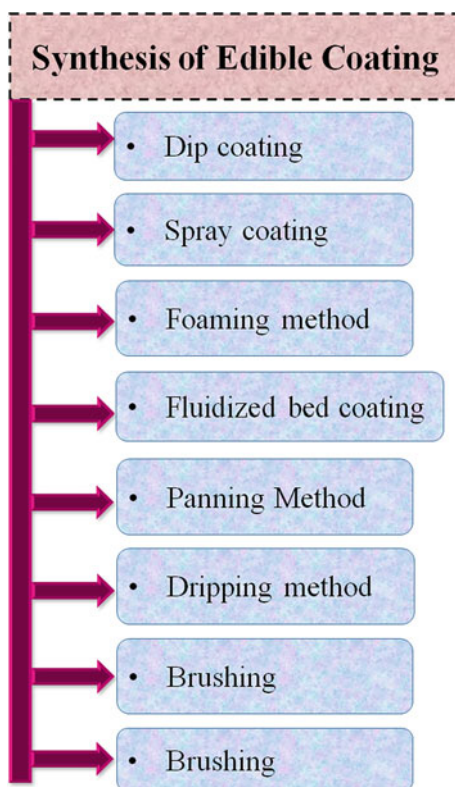 Synthesis of Edible Coating
• Dip coating
• Spray coating
• Foaming method
• Fluidized bed coating
• Panning Method
• Dripping method
• Brushing
• Brushing